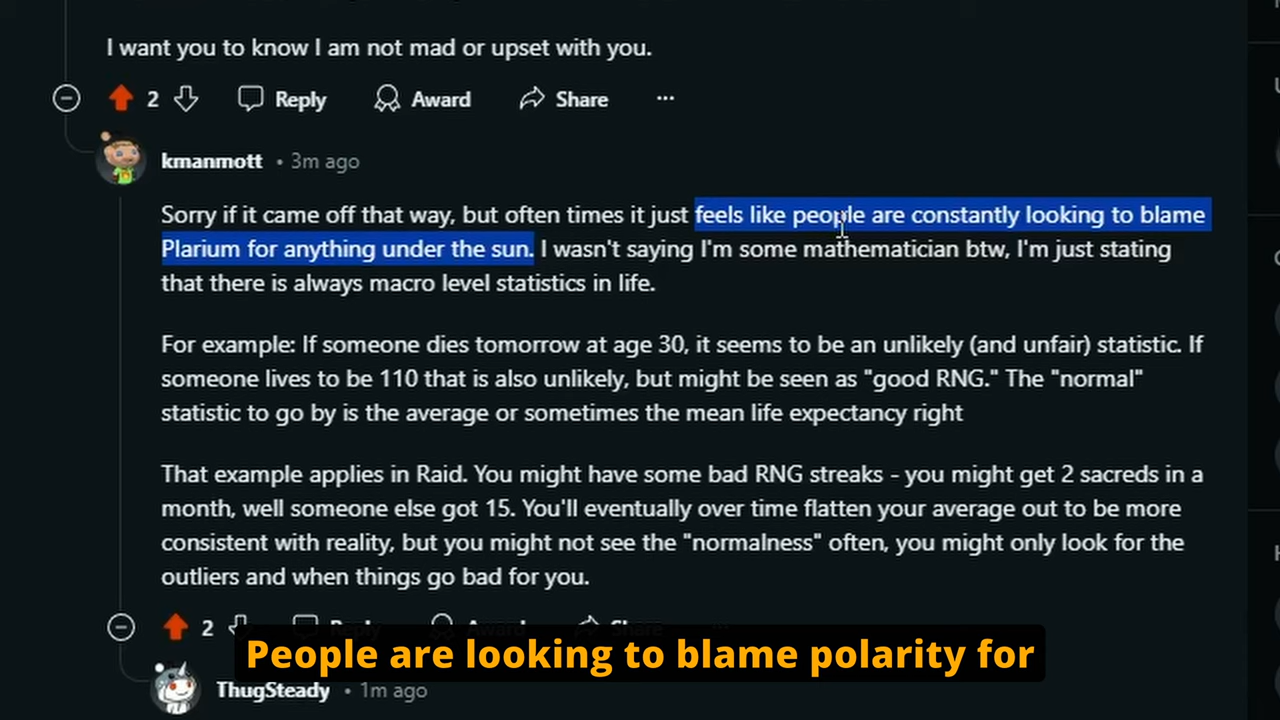 I want you to know I am not mad or upset with you.
2 Reply Award Share ...
kmanmott • 3m ago
Sorry if it came off that way, but often times it just feels like people are constantly looking to blame
Plarium for anything under the sun. I wasn't saying I'm some mathematician btw, I'm just stating
that there is always macro level statistics in life.
For example: If someone dies tomorrow at age 30, it seems to be an unlikely (and unfair) statistic. If
someone lives to be 110 that is also unlikely, but might be seen as "good RNG." The "normal"
statistic to go by is the average or sometimes the mean life expectancy right
That example applies in Raid. You might have some bad RNG streaks - you might get 2 sacreds in a
month, well someone else got 15. You'll eventually over time flatten your average out to be more
consistent with reality, but you might not see the "normalness" often, you might only look for the
outliers and when things go bad for you.
2 Reply Award Share ...
People are looking to blame polarity for
ThugSteady • 1m ago